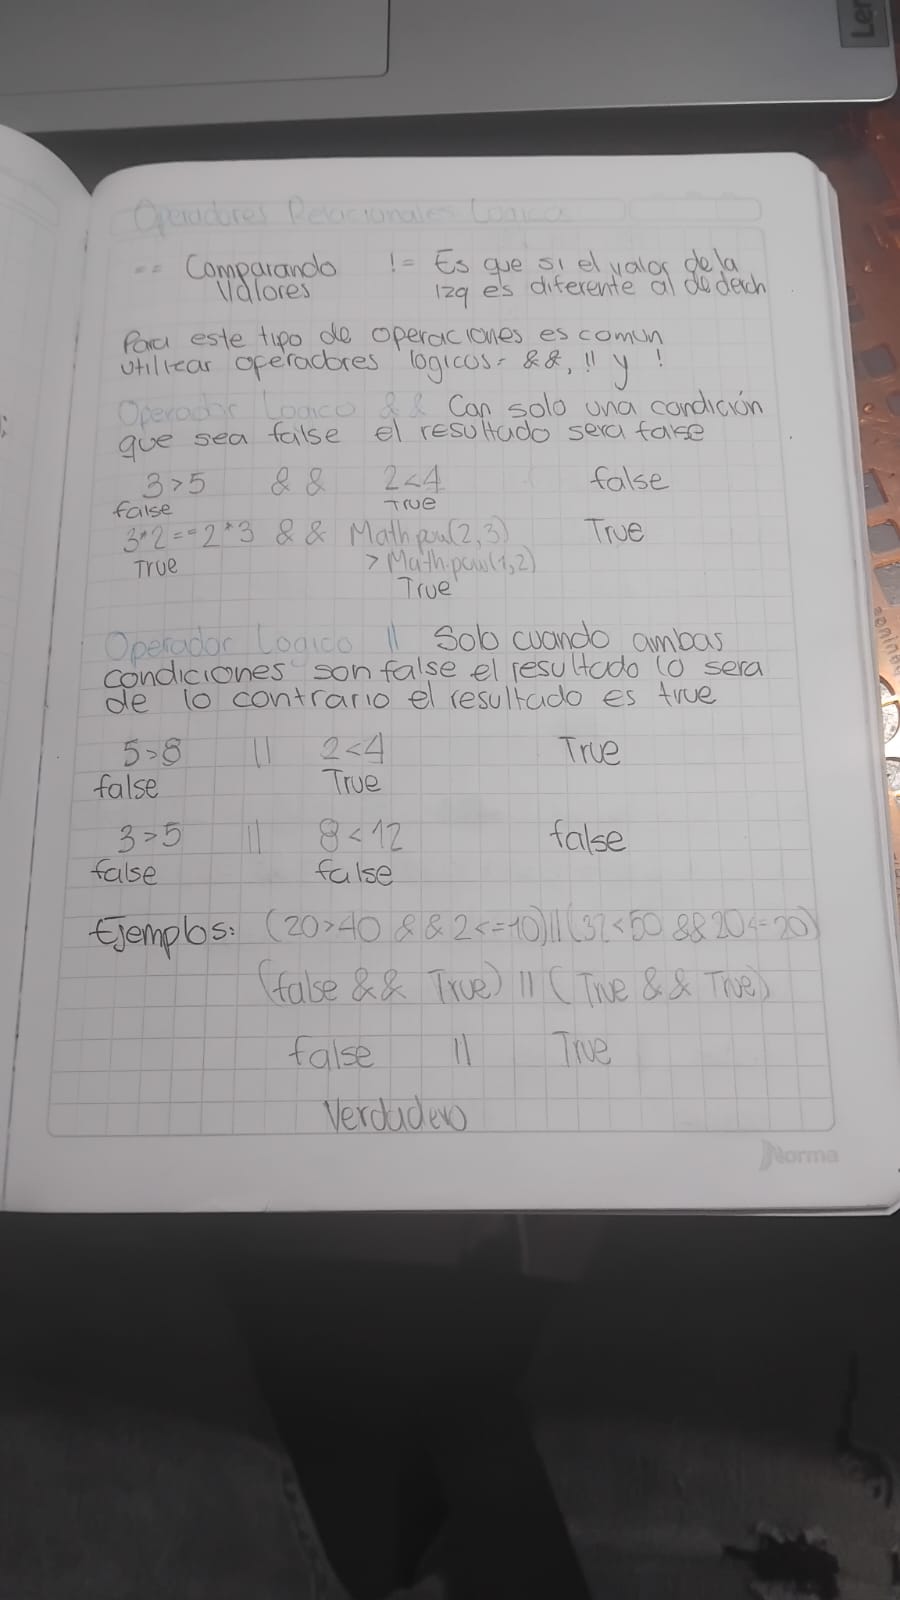 Len
Operadores Relacionales Logica
== Comparando != Es que si el valor de la
Valores izq es diferente al de derch
Para este tipo de operaciones es comun
utilizar operadores logicos = &&, || y !
Operador Logico && Con solo una condición
que sea false el resultado sera false
3>5 && 2<4 false
false True
3*2==2*3 && Math.pow(2,3) True
True >Math.pow(1,2)
True
Operador Logico || Solo cuando ambas
condiciones son false el resultado lo sera
de lo contrario el resultado es true
5>8 || 2<4 True
false True
3>5 || 8<12 false
false false
Ejemplos: (20>40 && 2<=10)||(32<50 && 20<=20)
(false && True) || (True && True)
false || True
Verdadero
Norma